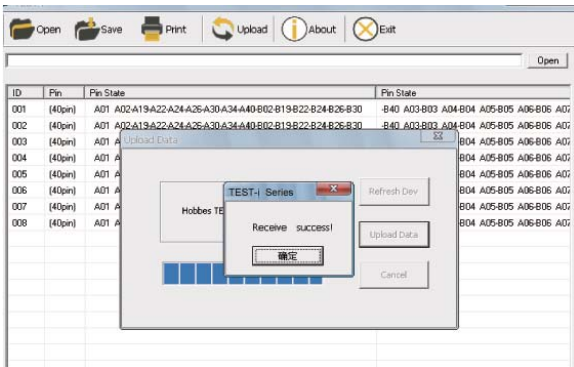 Open Save Print Upload About Exit
Open
ID Pin Pin State Pin State
001 (40pin) A01 A02-A19-A22-A24-A26-A30-A34-A40-B02-B19-B22-B24-B26-B30 -B40 A03-B03 A04-B04 A05-B05 A06-B06 A07
002 (40pin) A01 A02-A19-A22-A24-A26-A30-A34-A40-B02-B19-B22-B24-B26-B30 -B40 A03-B03 A04-B04 A05-B05 A06-B06 A07
003 (40pin) A01 A B04 A05-B05 A06-B06 A07
004 (40pin) A01 A B04 A05-B05 A06-B06 A07
005 (40pin) A01 A B04 A05-B05 A06-B06 A07
006 (40pin) A01 A B04 A05-B05 A06-B06 A07
007 (40pin) A01 A B04 A05-B05 A06-B06 A07
008 (40pin) A01 A B04 A05-B05 A06-B06 A07
Upload Data
Refresh Dev
Hobbes TE
Upload Data
Cancel
TEST-i Series
Receive success!
确定